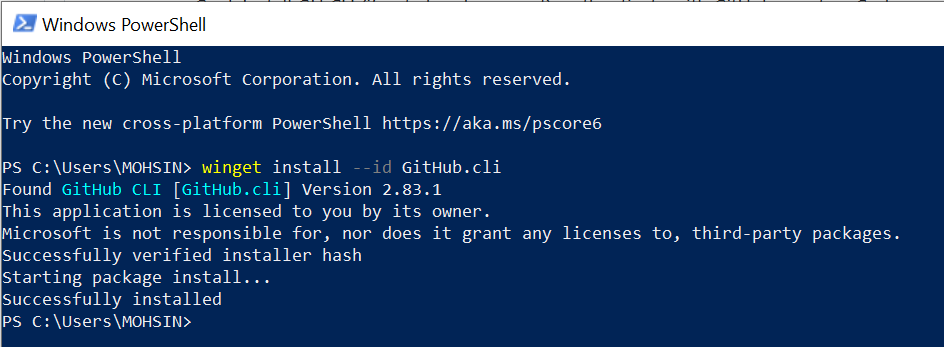 Windows PowerShell
Windows PowerShell
Copyright (C) Microsoft Corporation. All rights reserved.
Try the new cross-platform PowerShell https://aka.ms/pscore6
PS C:\Users\MOHSIN> winget install --id GitHub.cli
Found GitHub CLI [GitHub.cli] Version 2.83.1
This application is licensed to you by its owner.
Microsoft is not responsible for, nor does it grant any licenses to, third-party packages.
Successfully verified installer hash
Starting package install...
Successfully installed
PS C:\Users\MOHSIN>